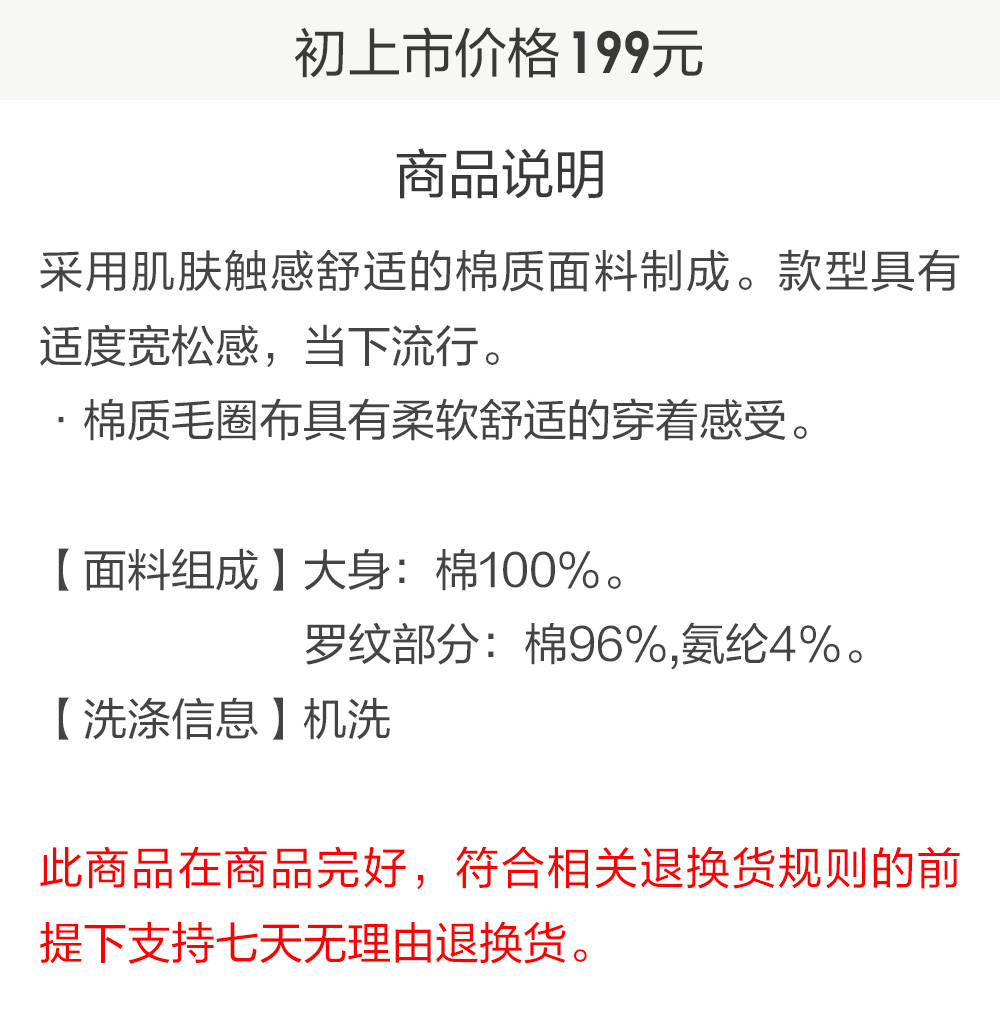 初上市价格199元
商品说明
采用肌肤触感舒适的棉质面料制成。款型具有
适度宽松感，当下流行。
· 棉质毛圈布具有柔软舒适的穿着感受。
【面料组成】大身：棉100%。
罗纹部分：棉96%,氨纶4%。
【洗涤信息】机洗
此商品在商品完好，符合相关退换货规则的前
提下支持七天无理由退换货。